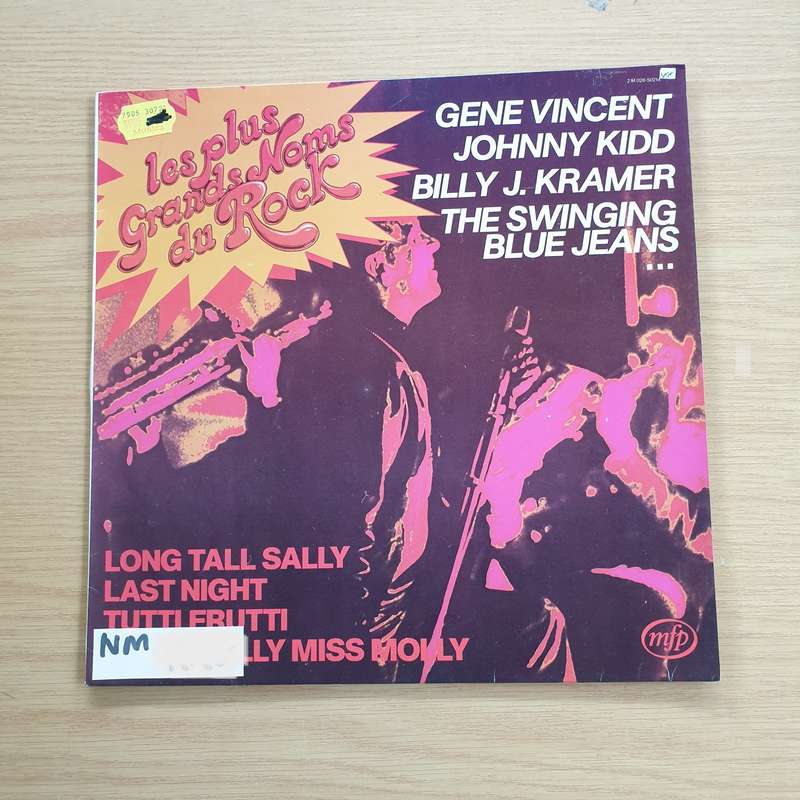 les plus
Grands Noms
du Rock
GENE VINCENT
JOHNNY KIDD
BILLY J. KRAMER
THE SWINGING
BLUE JEANS
...
LONG TALL SALLY
LAST NIGHT
TUTTI FRUTTI
LLY MISS MOLLY
NM
mfp